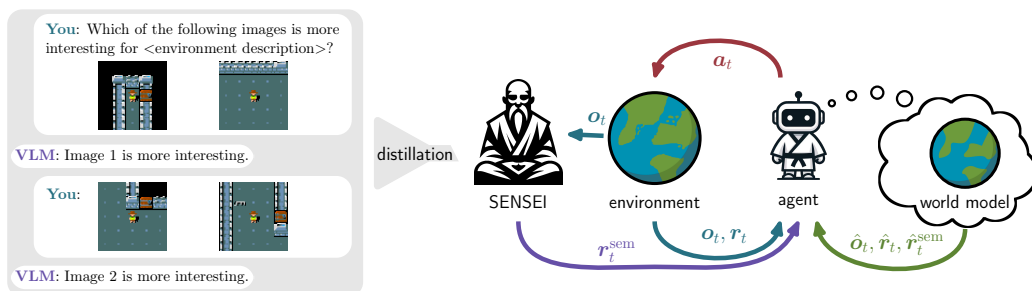 You: Which of the following images is more
interesting for <environment description>?
VLM: Image 1 is more interesting.
You:
VLM: Image 2 is more interesting.
distillation
SENSEI
environment
agent
world model
a_t
o_t
o_t, r_t
r_t^sem
ô_t, r̂_t, r̂_t^sem